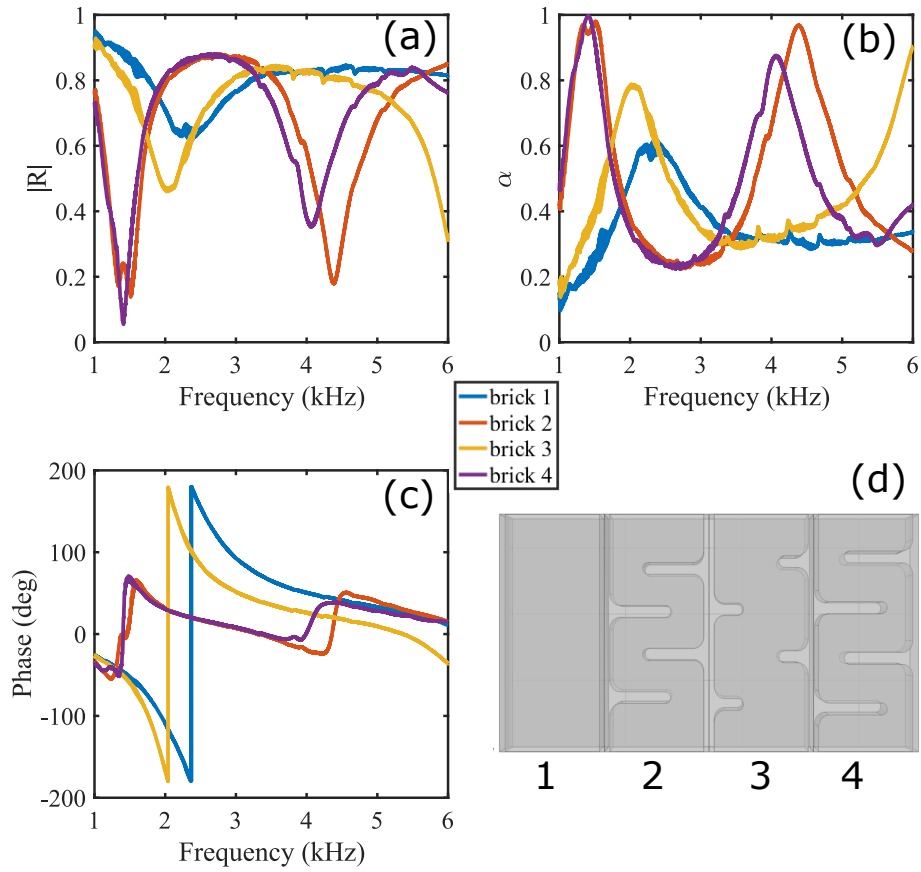 (a)
|R|
1
0.8
0.6
0.4
0.2
0
1 2 3 4 5 6
Frequency (kHz)
(b)
α
1
0.8
0.6
0.4
0.2
0
1 2 3 4 5 6
Frequency (kHz)
brick 1
brick 2
brick 3
brick 4
(c)
Phase (deg)
200
100
0
-100
-200
1 2 3 4 5 6
Frequency (kHz)
(d)
1 2 3 4